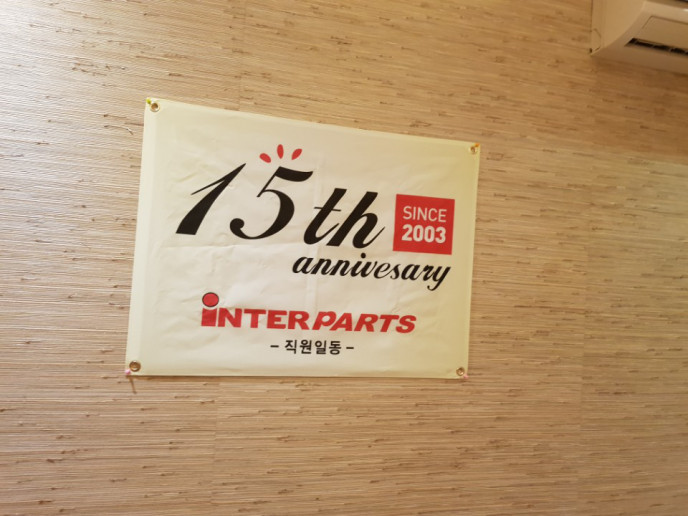 15th
SINCE
2003
annivesary
INTERPARTS
- 직원일동 -